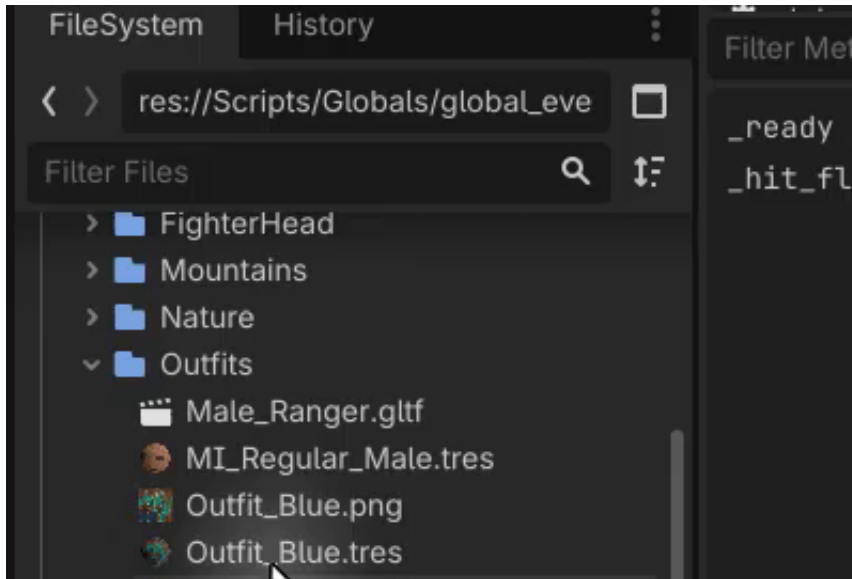 FileSystem
History
Filter Met
res://Scripts/Globals/global_eve
_ready
Filter Files
_hit_fl
FighterHead
Mountains
Nature
Outfits
Male_Ranger.gltf
MI_Regular_Male.tres
Outfit_Blue.png
Outfit_Blue.tres